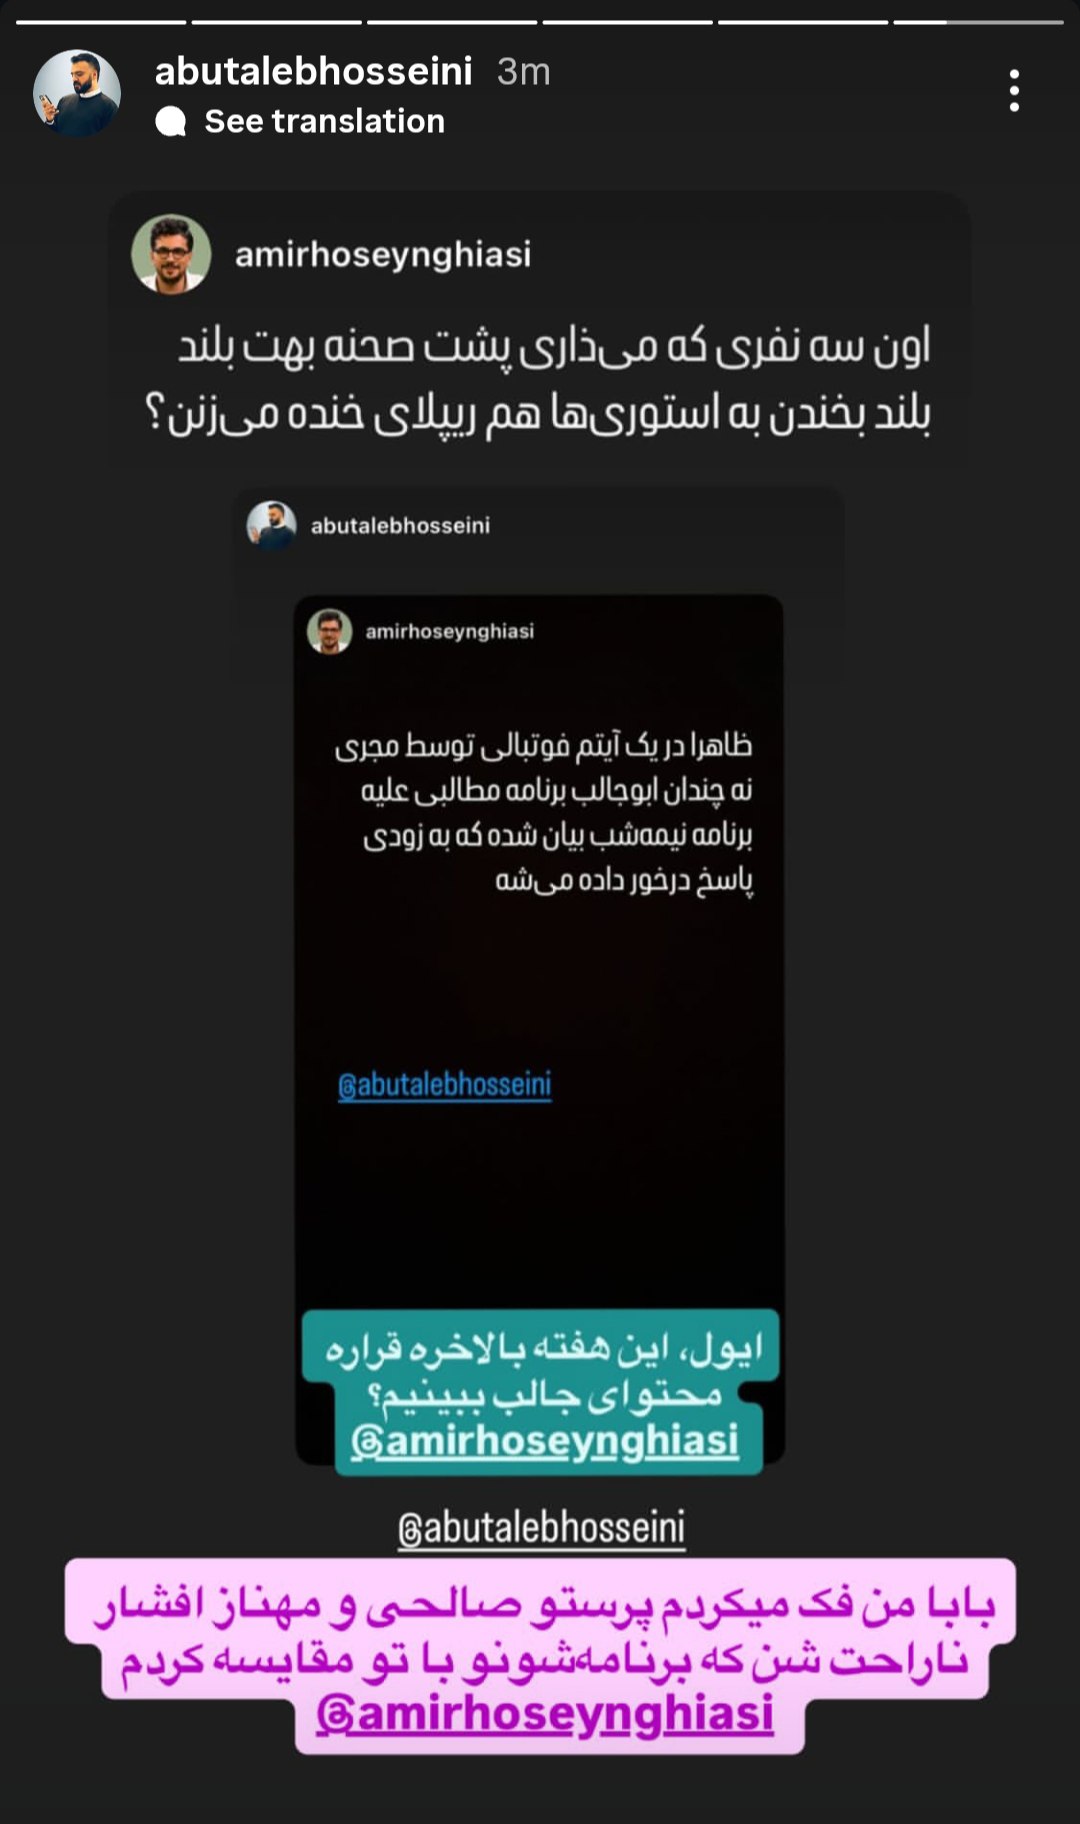 abutalebhosseini 3m
See translation
amirhoseynghiasi
اون سه نفری که می‌ذاری پشت صحنه بهت بلند
بلند بخندن به استوری‌ها هم ریپلای خنده می‌زنن؟
abutalebhosseini
amirhoseynghiasi
ظاهرا در یک آیتم فوتبالی توسط مجری
نه چندان ابوجالب برنامه مطالبی علیه
برنامه نیمه‌شب بیان شده که به زودی
پاسخ درخور داده می‌شه
@abutalebhosseini
ایول، این هفته بالاخره قراره
محتوای جالب ببینیم؟
@amirhoseynghiasi
@abutalebhosseini
بابا من فک میکردم پرستو صالحی و مهناز افشار
ناراحت شن که برنامه‌شونو با تو مقایسه کردم
@amirhoseynghiasi